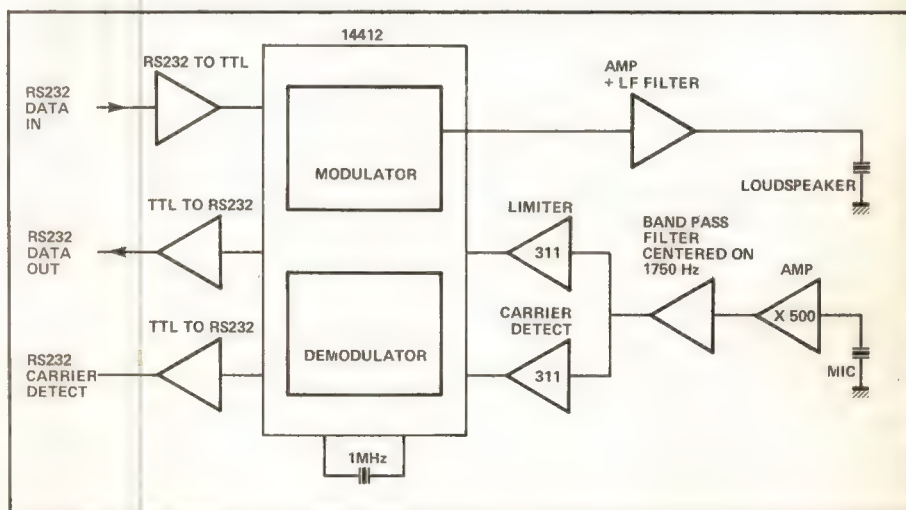 14412
RS232 TO TTL
RS232
DATA
IN
AMP
+ LF FILTER
MODULATOR
LOUDSPEAKER
TTL TO RS232
RS232
DATA
OUT
LIMITER
311
BAND PASS
FILTER
CENTERED ON
1750 Hz
AMP
X 500
MIC
TTL TO RS232
RS232
CARRIER
DETECT
DEMODULATOR
CARRIER
DETECT
311
1MHz